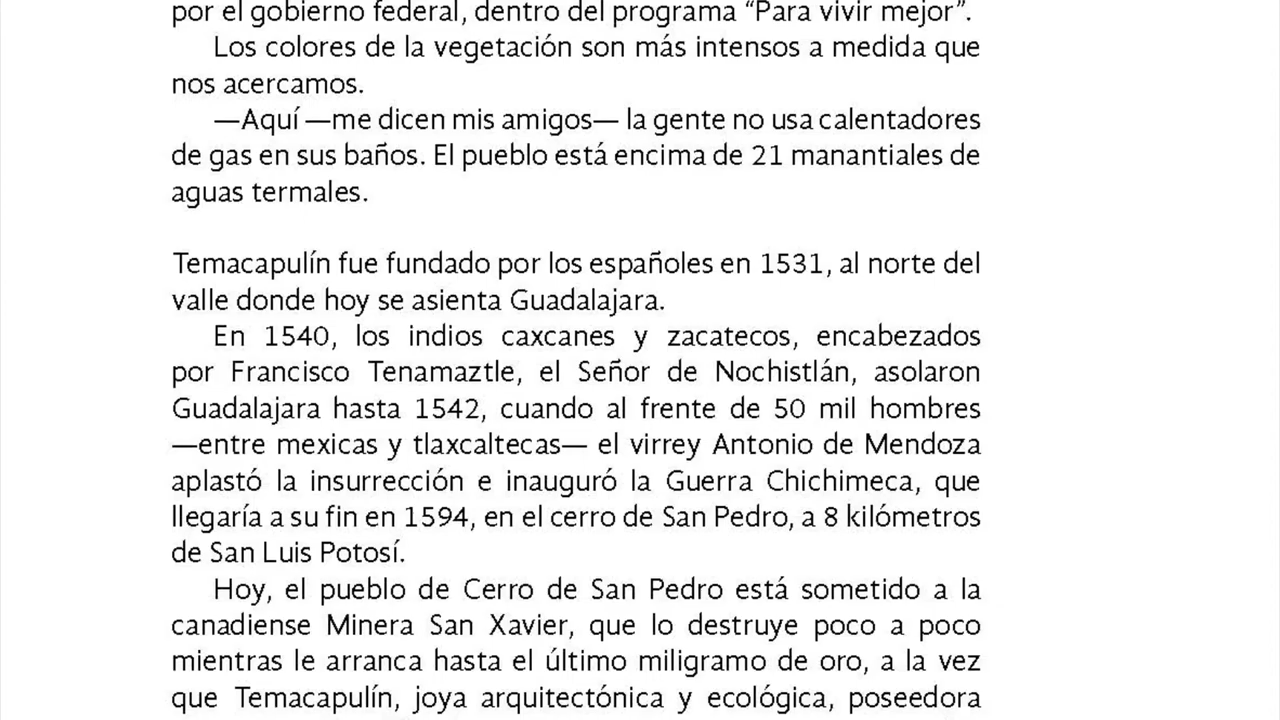 por el gobierno federal, dentro del programa “Para vivir mejor”.
Los colores de la vegetación son más intensos a medida que
nos acercamos.
—Aquí —me dicen mis amigos— la gente no usa calentadores
de gas en sus baños. El pueblo está encima de 21 manantiales de
aguas termales.
Temacapulín fue fundado por los españoles en 1531, al norte del
valle donde hoy se asienta Guadalajara.
En 1540, los indios caxcanes y zacatecos, encabezados
por Francisco Tenamaztle, el Señor de Nochistlán, asolaron
Guadalajara hasta 1542, cuando al frente de 50 mil hombres
—entre mexicas y tlaxcaltecas— el virrey Antonio de Mendoza
aplastó la insurrección e inauguró la Guerra Chichimeca, que
llegaría a su fin en 1594, en el cerro de San Pedro, a 8 kilómetros
de San Luis Potosí.
Hoy, el pueblo de Cerro de San Pedro está sometido a la
canadiense Minera San Xavier, que lo destruye poco a poco
mientras le arranca hasta el último miligramo de oro, a la vez
que Temacapulín, joya arquitectónica y ecológica, poseedora